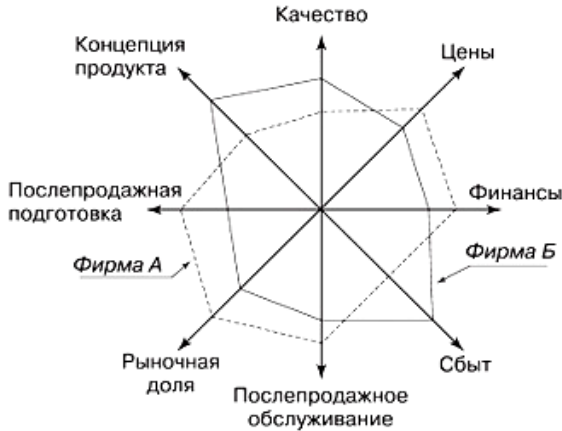 Качество
Концепция
продукта
Цены
Послепродажная
подготовка
Финансы
Фирма А
Фирма Б
Рыночная
доля
Сбыт
Послепродажное
обслуживание